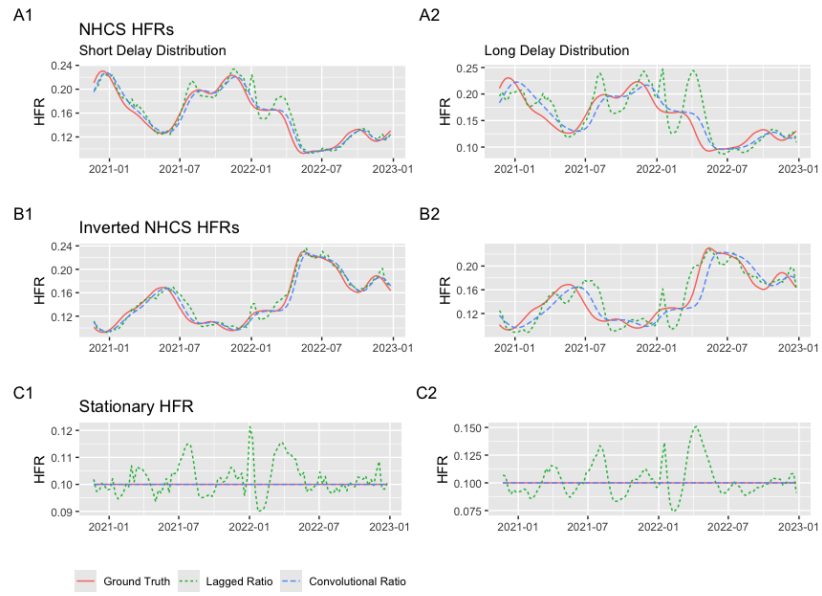 A1
A2
NHCS HFRs
Short Delay Distribution
Long Delay Distribution
HFR
0.24
0.20
0.16
0.12
2021-01
2021-07
2022-01
2022-07
2023-01
HFR
0.25
0.20
0.15
0.10
2021-01
2021-07
2022-01
2022-07
2023-01
B1
B2
Inverted NHCS HFRs
HFR
0.24
0.20
0.16
0.12
2021-01
2021-07
2022-01
2022-07
2023-01
HFR
0.20
0.16
0.12
2021-01
2021-07
2022-01
2022-07
2023-01
C1
C2
Stationary HFR
HFR
0.12
0.11
0.10
0.09
2021-01
2021-07
2022-01
2022-07
2023-01
HFR
0.150
0.125
0.100
0.075
2021-01
2021-07
2022-01
2022-07
2023-01
Ground Truth
Lagged Ratio
Convolutional Ratio